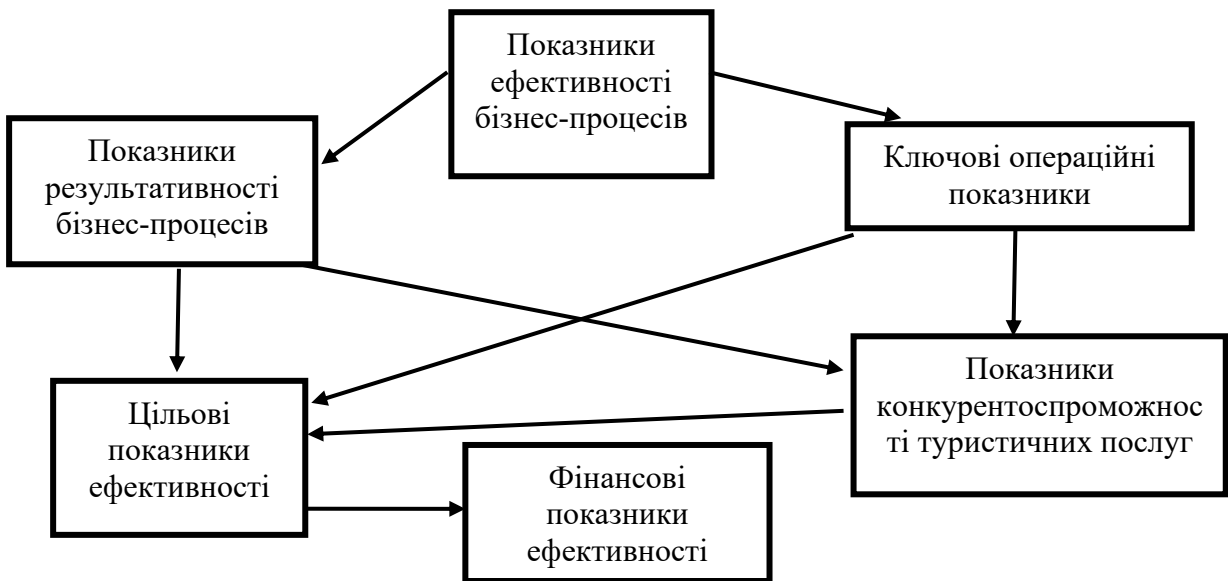 Показники
ефективності
бізнес-процесів
Показники
результативності
бізнес-процесів
Ключові операційні
показники
Цільові
показники
ефективності
Показники
конкурентоспроможнос
ті туристичних послуг
Фінансові
показники
ефективності